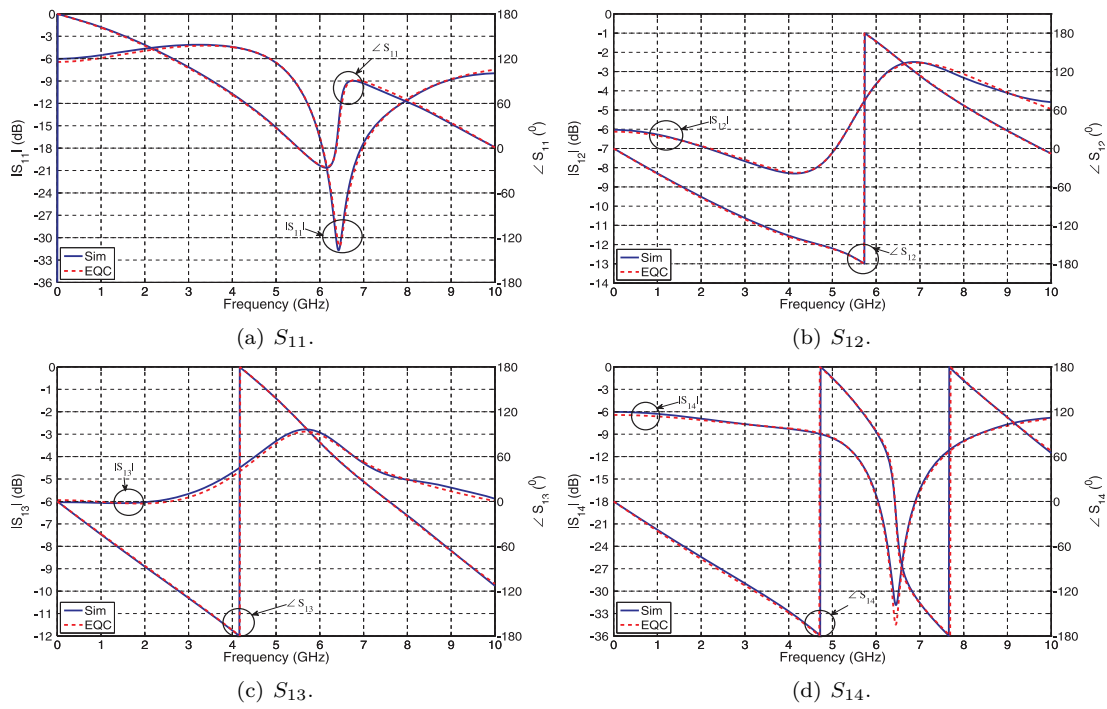 0
-3
-6
-9
-12
-15
-18
-21
-24
-27
-30
-33
-36
|S11| (dB)
180
120
60
0
-60
-120
-180
∠ S11 (0)
∠ S11
|S11|
Sim
EQC
0 1 2 3 4 5 6 7 8 9 10
Frequency (GHz)
(a) S11.
0
-1
-2
-3
-4
-5
-6
-7
-8
-9
-10
-11
-12
-13
-14
|S12| (dB)
180
120
60
0
-60
-120
-180
∠ S12 (0)
|S12|
∠ S12
Sim
EQC
0 1 2 3 4 5 6 7 8 9 10
Frequency (GHz)
(b) S12.
0
-1
-2
-3
-4
-5
-6
-7
-8
-9
-10
-11
-12
|S13| (dB)
180
120
60
0
-60
-120
-180
∠ S13 (0)
|S13|
∠ S13
Sim
EQC
0 1 2 3 4 5 6 7 8 9 10
Frequency (GHz)
(c) S13.
0
-3
-6
-9
-12
-15
-18
-21
-24
-27
-30
-33
-36
|S14| (dB)
180
120
60
0
-60
-120
-180
∠ S14 (0)
|S14|
∠ S14
Sim
EQC
0 1 2 3 4 5 6 7 8 9 10
Frequency (GHz)
(d) S14.